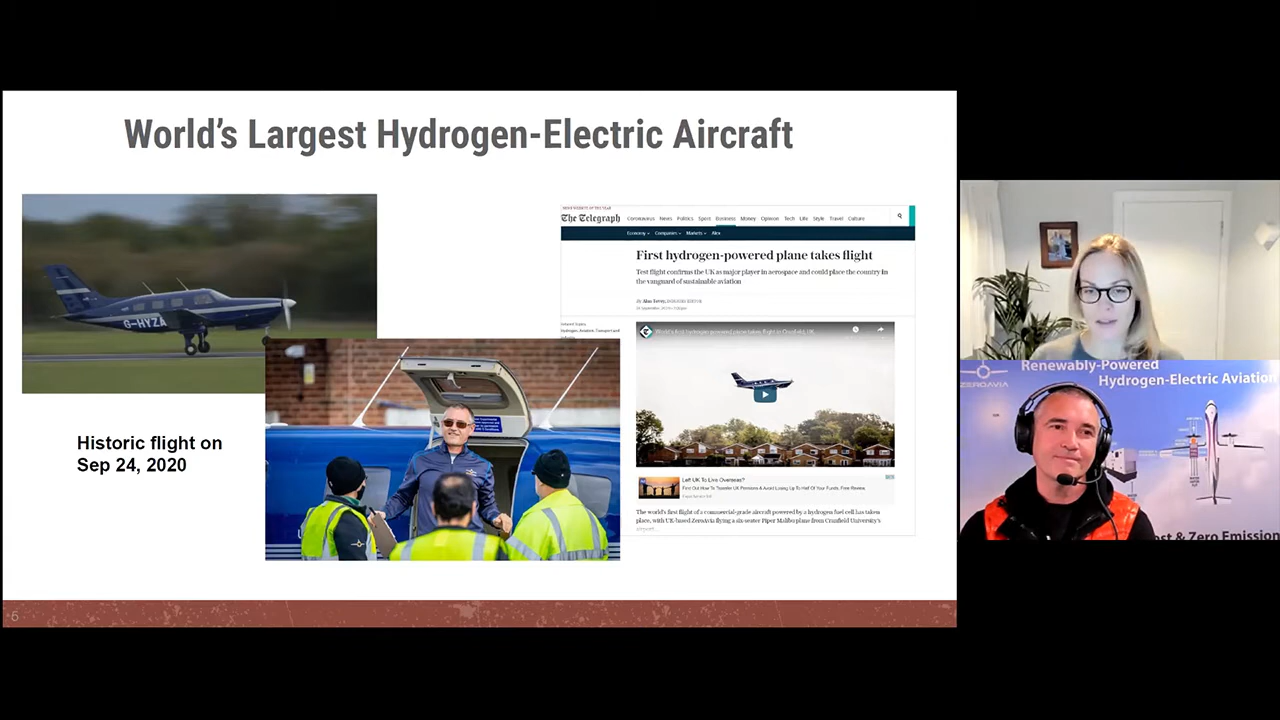 World's Largest Hydrogen-Electric Aircraft
G-HYZA
Historic flight on
Sep 24, 2020
The Telegraph
Coronavirus News Politics Sport Business Money Opinion Tech Life Style Travel Culture
Economy Companies Markets Alex
First hydrogen-powered plane takes flight
Test flight confirms the UK as major player in aerospace and could place the country in
the vanguard of sustainable aviation
World's first hydrogen-powered plane takes flight in Cranfield, UK
Left UK To Live Overseas?
Find Out How To Transfer UK Pensions & Avoid Losing Up To Half Of Your Funds. Free Review.
The world's first flight of a commercial-grade aircraft powered by a hydrogen fuel cell has taken
place, with UK-based ZeroAvia flying a six-seater Piper Malibu plane from Cranfield University's
6
ZEROAVIA
Renewably-Powered
Hydrogen-Electric Aviation
& Zero Emission